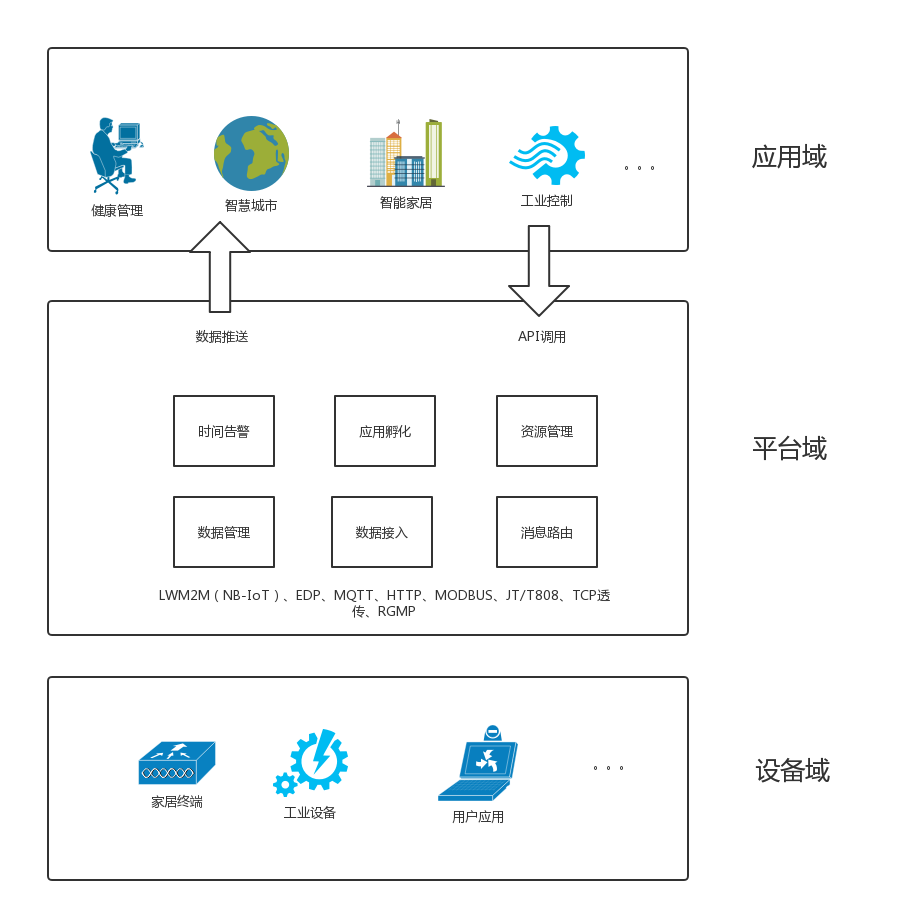 健康管理
智慧城市
智能家居
工业控制
。。。
应用域
数据推送
API调用
时间告警
应用孵化
资源管理
平台域
数据管理
数据接入
消息路由
LWM2M（NB-IoT）、EDP、MQTT、HTTP、MODBUS、JT/T808、TCP透
传、RGMP
家居终端
工业设备
用户应用
。。。
设备域